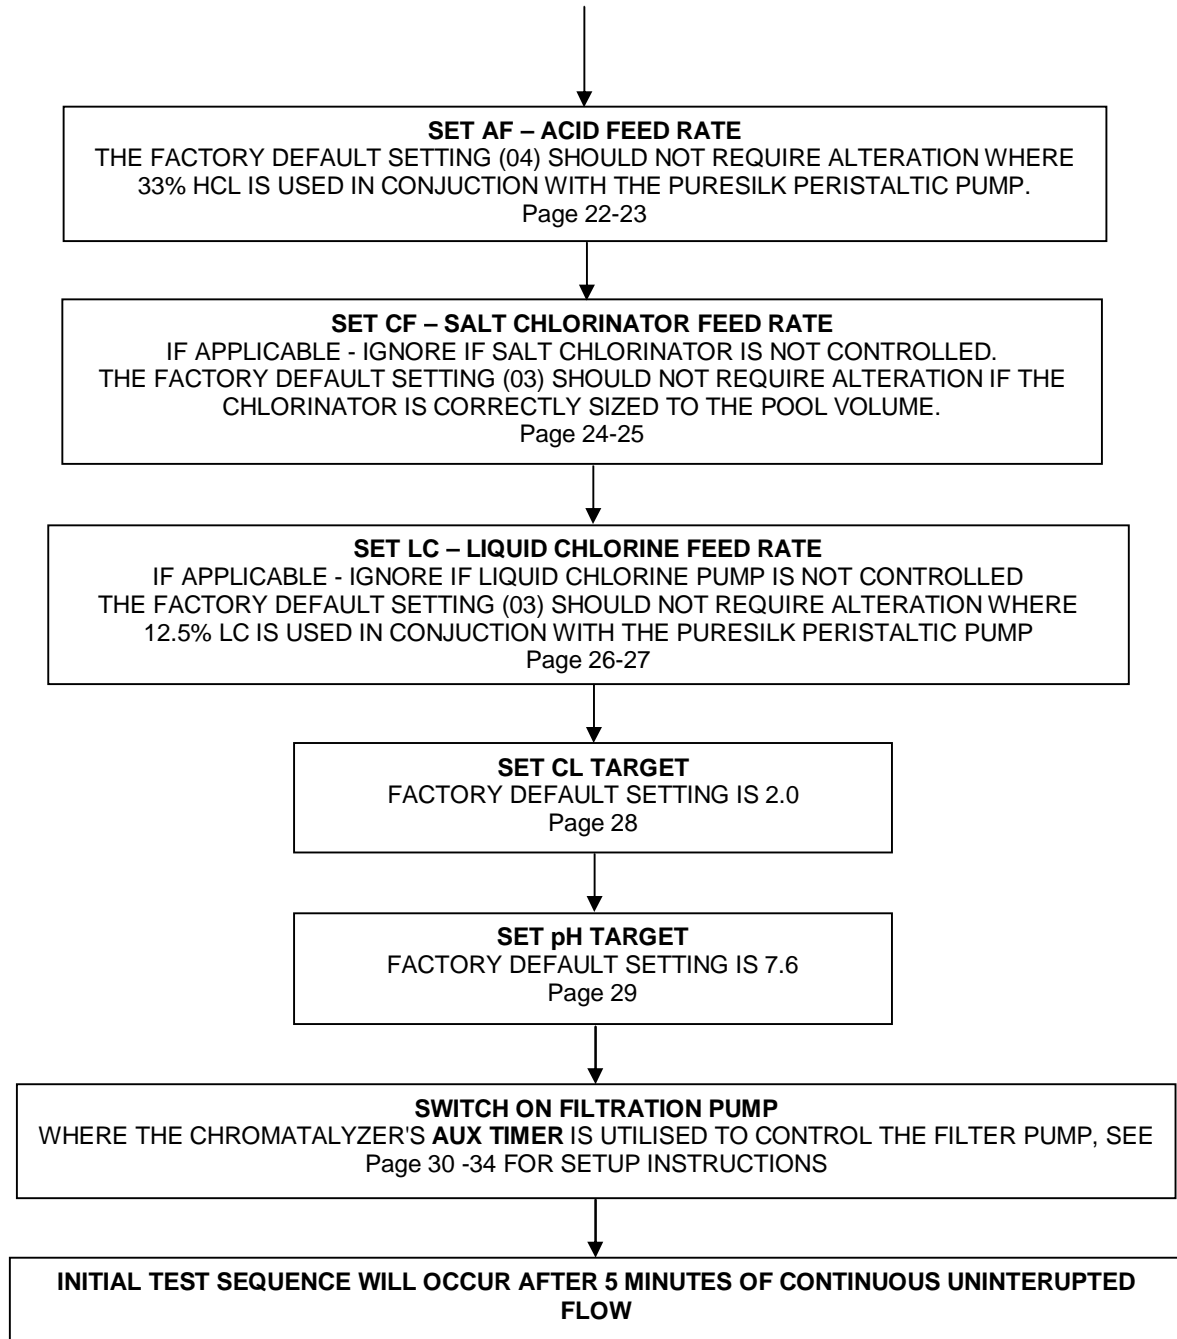 SET AF – ACID FEED RATE
THE FACTORY DEFAULT SETTING (04) SHOULD NOT REQUIRE ALTERATION WHERE
33% HCL IS USED IN CONJUCTION WITH THE PURESILK PERISTALTIC PUMP.
Page 22-23
SET CF – SALT CHLORINATOR FEED RATE
IF APPLICABLE - IGNORE IF SALT CHLORINATOR IS NOT CONTROLLED.
THE FACTORY DEFAULT SETTING (03) SHOULD NOT REQUIRE ALTERATION IF THE
CHLORINATOR IS CORRECTLY SIZED TO THE POOL VOLUME.
Page 24-25
SET LC – LIQUID CHLORINE FEED RATE
IF APPLICABLE - IGNORE IF LIQUID CHLORINE PUMP IS NOT CONTROLLED
THE FACTORY DEFAULT SETTING (03) SHOULD NOT REQUIRE ALTERATION WHERE
12.5% LC IS USED IN CONJUCTION WITH THE PURESILK PERISTALTIC PUMP
Page 26-27
SET CL TARGET
FACTORY DEFAULT SETTING IS 2.0
Page 28
SET pH TARGET
FACTORY DEFAULT SETTING IS 7.6
Page 29
SWITCH ON FILTRATION PUMP
WHERE THE CHROMATALYZER'S AUX TIMER IS UTILISED TO CONTROL THE FILTER PUMP, SEE
Page 30 -34 FOR SETUP INSTRUCTIONS
INITIAL TEST SEQUENCE WILL OCCUR AFTER 5 MINUTES OF CONTINUOUS UNINTERUPTED
FLOW